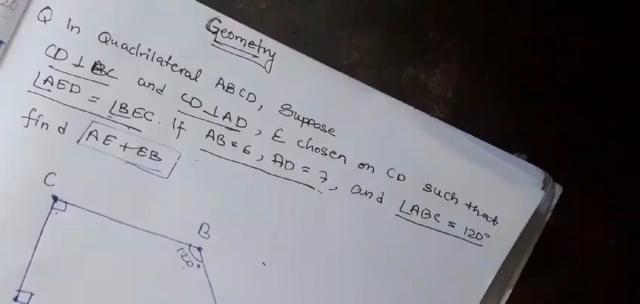 Geometry
Q In Quadrilateral ABCD, Suppose
CD ⊥ BC and CD ⊥ AD, E chosen on CD such that
∠AED = ∠BEC. If AB = 6, AD = 7, and ∠ABC = 120°
find AE + EB
C
B
120°